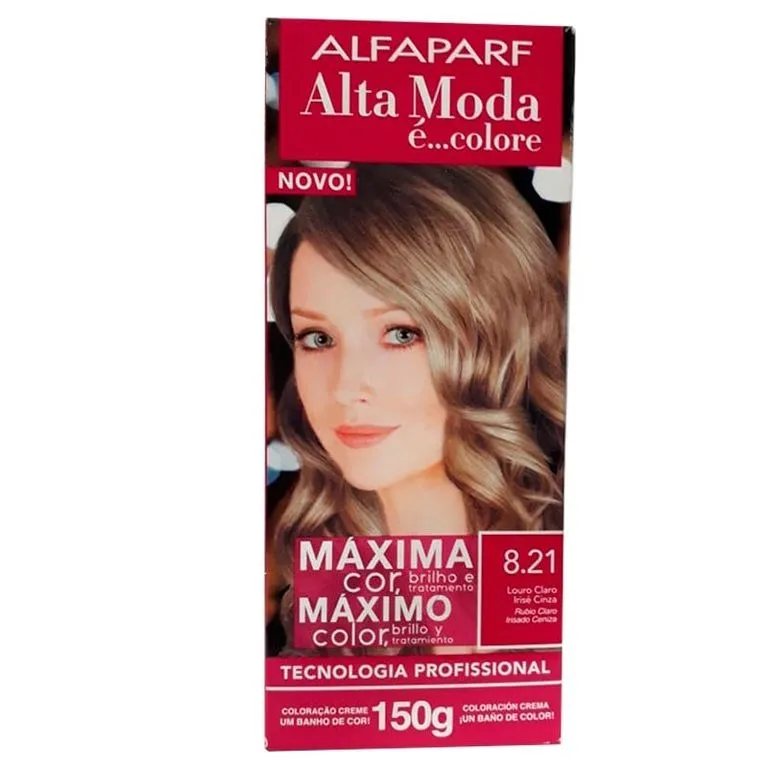 ALFAPARF
Alta Moda
é...colore
NOVO!
MÁXIMA
cor, brilho e
tratamento
MÁXIMO
color, brillo y
tratamiento
8.21
Louro Claro
Irisé Cinza
Rubio Claro
Irisado Ceniza
TECNOLOGIA PROFISSIONAL
COLORAÇÃO CREME
UM BANHO DE COR!
150g
COLORACIÓN CREMA
¡UN BAÑO DE COLOR!